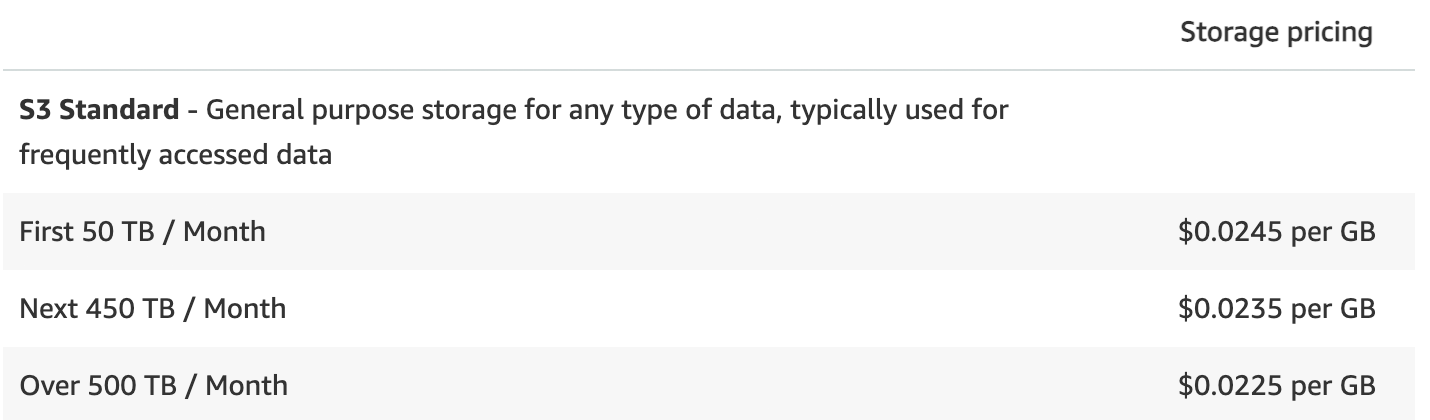 Storage pricing
S3 Standard - General purpose storage for any type of data, typically used for
frequently accessed data
First 50 TB / Month $0.0245 per GB
Next 450 TB / Month $0.0235 per GB
Over 500 TB / Month $0.0225 per GB